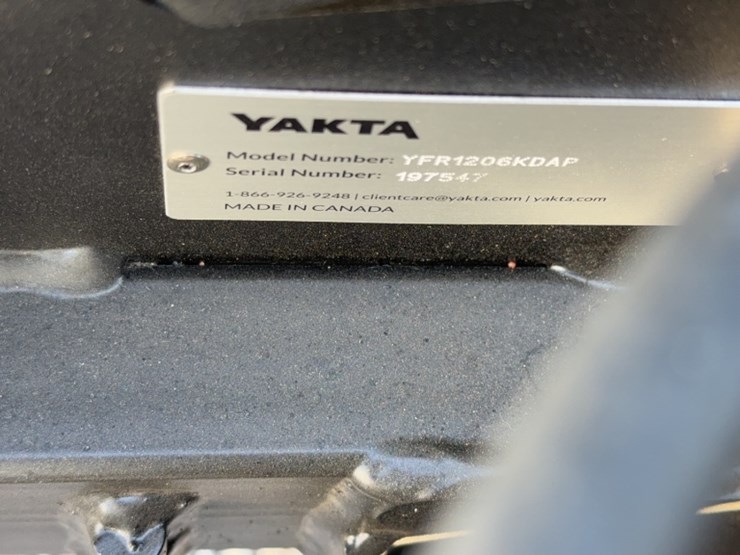 YAKTA
Model Number: YFR1206KDAP
Serial Number: 197547
1-866-926-9248 | clientcare@yakta.com | yakta.com
MADE IN CANADA